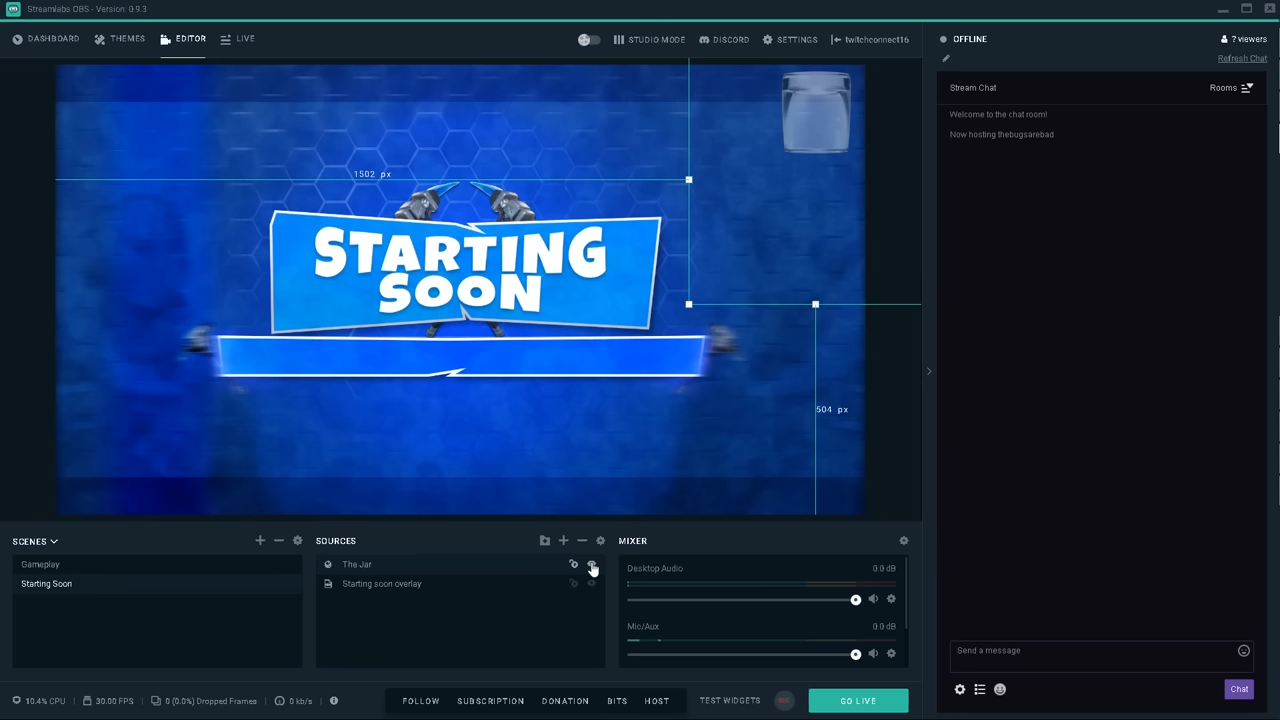 Streamlabs OBS - Version: 0.9.3
DASHBOARD THEMES EDITOR LIVE STUDIO MODE DISCORD SETTINGS twitchconnect16
OFFLINE ? viewers
Refresh Chat
Stream Chat Rooms
Welcome to the chat room!
Now hosting thebugsarebad
1502 px
STARTING
SOON
504 px
SCENES SOURCES MIXER
Gameplay
Starting Soon
The Jar
Starting soon overlay
Desktop Audio 0.0 dB
Mic/Aux 0.0 dB
Send a message
Chat
10.4% CPU 30.00 FPS 0 (0.0%) Dropped Frames 0 kb/s FOLLOW SUBSCRIPTION DONATION BITS HOST TEST WIDGETS REC GO LIVE